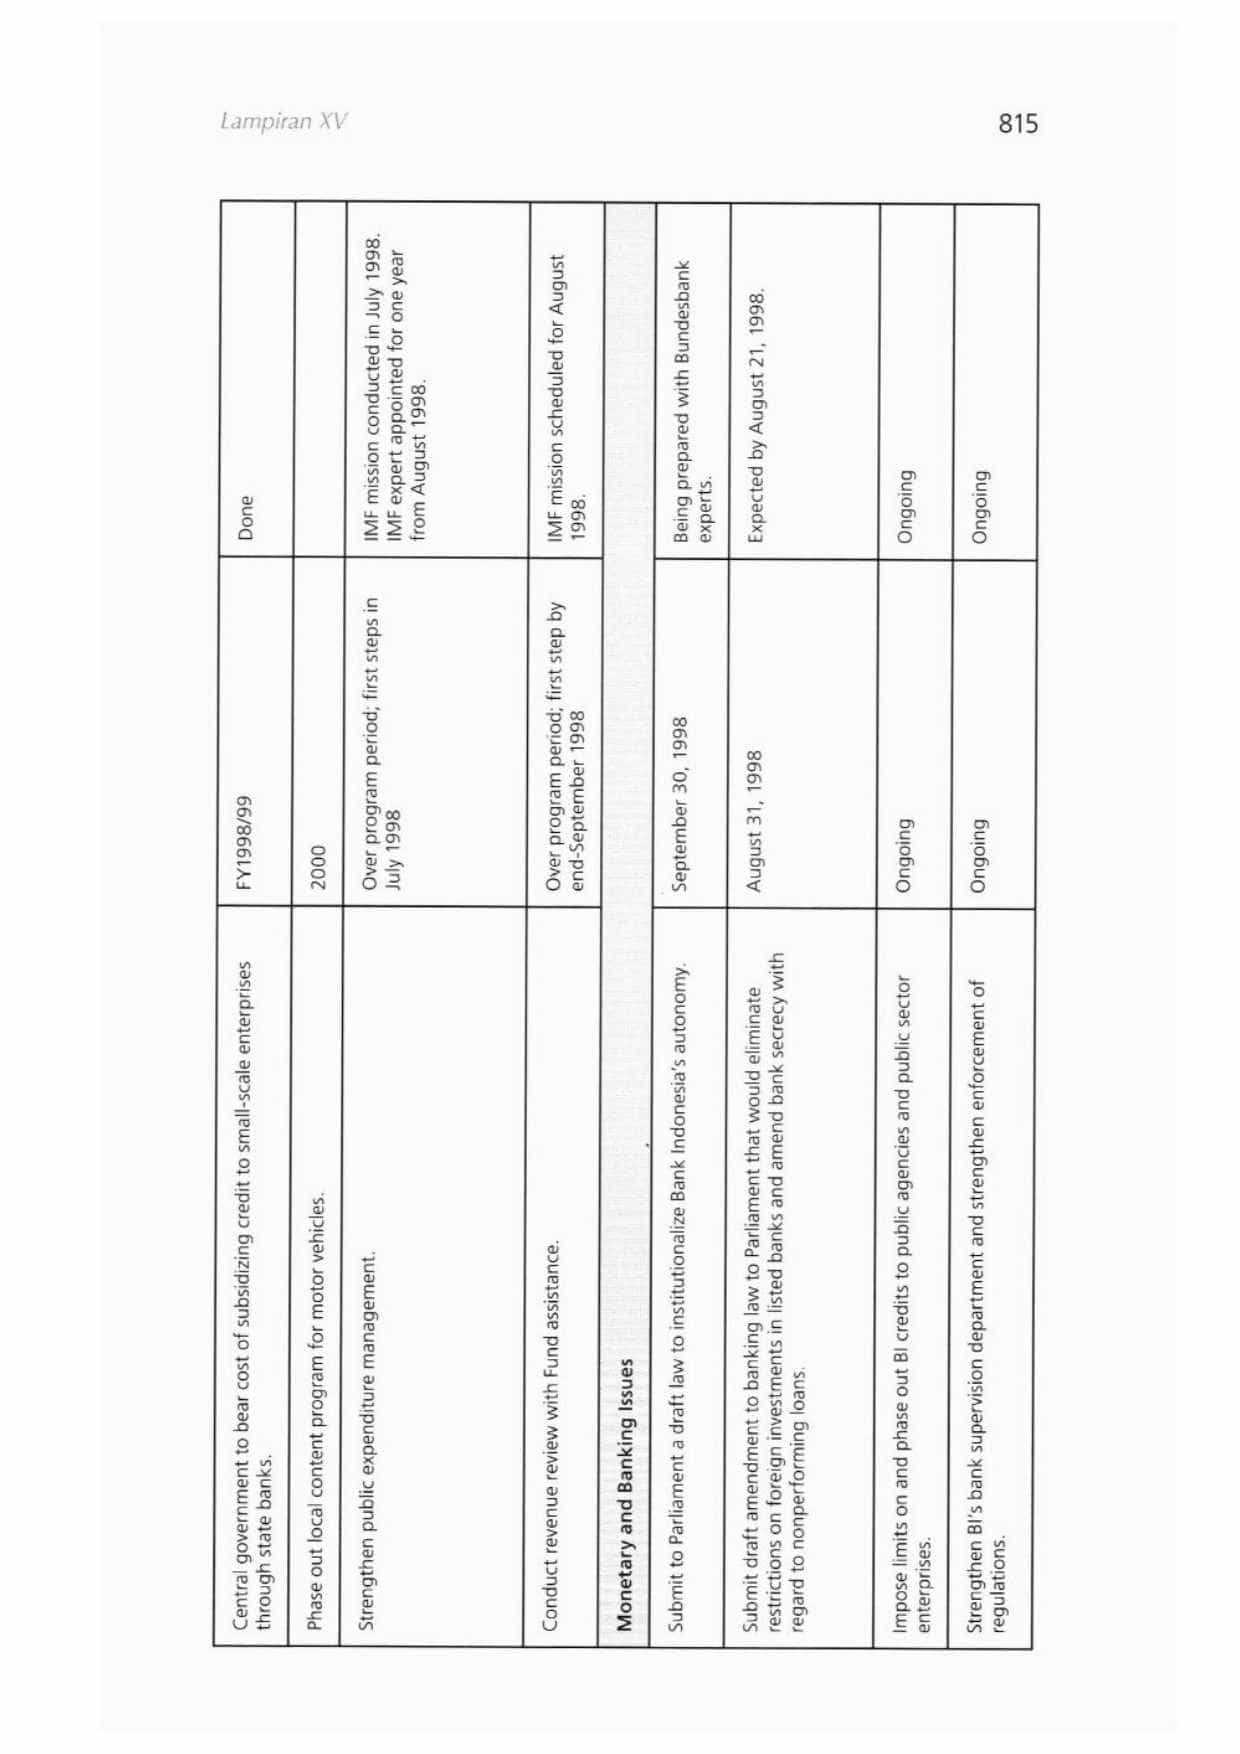 Lampiran XV
815
Central government to bear cost of subsidizing credit to small-scale enterprises
through state banks.
FY1998/99
Done
Phase out local content program for motor vehicles.
2000
Strengthen public expenditure management.
Over program period; first steps in
July 1998
IMF mission conducted in July 1998.
IMF expert appointed for one year
from August 1998.
Conduct revenue review with Fund assistance.
Over program period; first step by
end-September 1998
IMF mission scheduled for August
1998.
Monetary and Banking Issues
Submit to Parliament a draft law to institutionalize Bank Indonesia's autonomy.
September 30, 1998
Being prepared with Bundesbank
experts.
Submit draft amendment to banking law to Parliament that would eliminate
restrictions on foreign investments in listed banks and amend bank secrecy with
regard to nonperforming loans.
August 31, 1998
Expected by August 21, 1998.
Impose limits on and phase out BI credits to public agencies and public sector
enterprises.
Ongoing
Ongoing
Strengthen BI's bank supervision department and strengthen enforcement of
regulations.
Ongoing
Ongoing